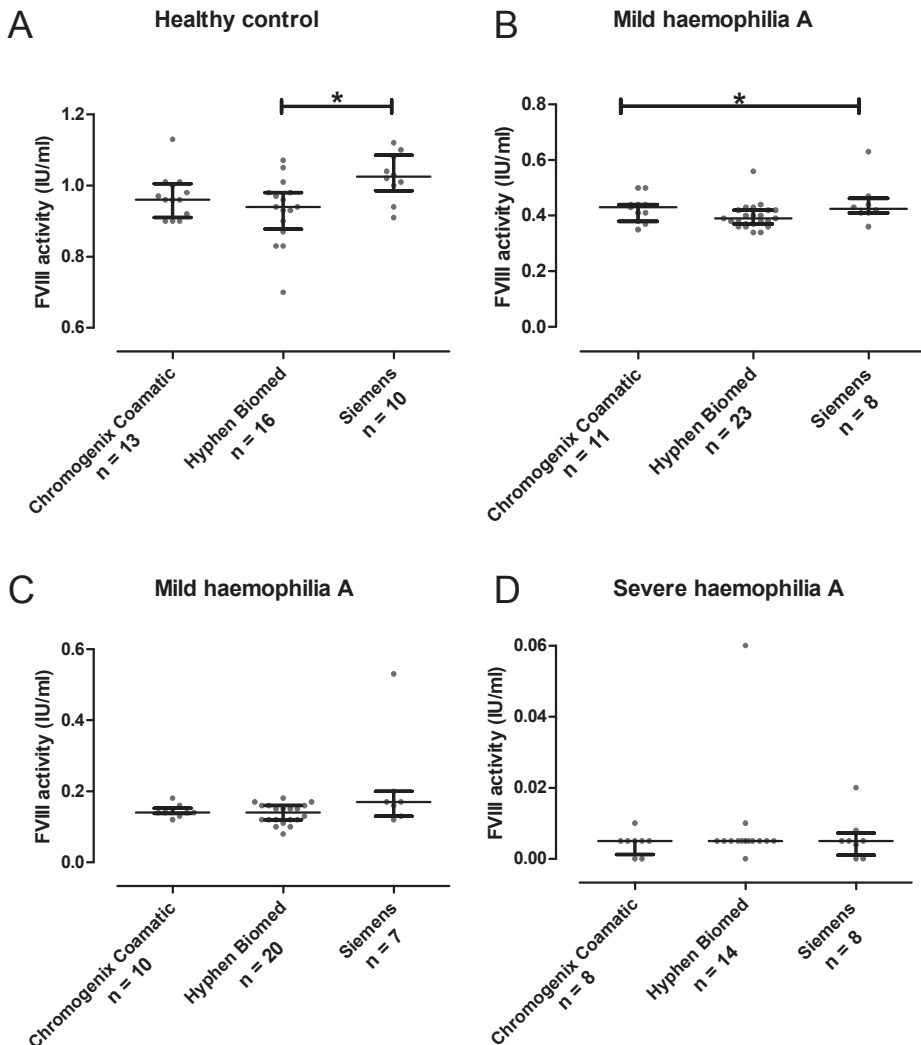 A
Healthy control
FVIII activity (IU/ml)
1.2
1.0
0.8
0.6
*
Chromogenix Coamatic
n = 13
Hyphen Biomed
n = 16
Siemens
n = 10
B
Mild haemophilia A
FVIII activity (IU/ml)
0.8
0.6
0.4
0.2
0.0
*
Chromogenix Coamatic
n = 11
Hyphen Biomed
n = 23
Siemens
n = 8
C
Mild haemophilia A
FVIII activity (IU/ml)
0.6
0.4
0.2
0.0
Chromogenix Coamatic
n = 10
Hyphen Biomed
n = 20
Siemens
n = 7
D
Severe haemophilia A
FVIII activity (IU/ml)
0.06
0.04
0.02
0.00
Chromogenix Coamatic
n = 8
Hyphen Biomed
n = 14
Siemens
n = 8